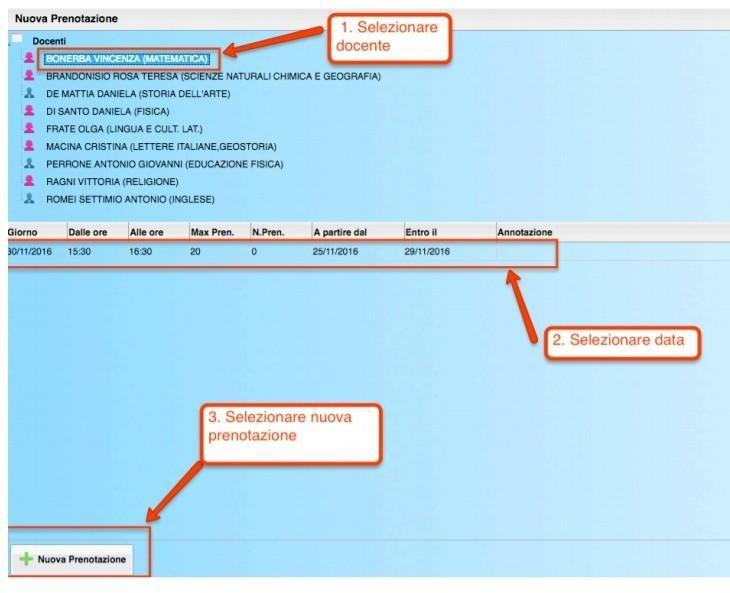 Nuova Prenotazione
1. Selezionare
docente
Docenti
BONERBA VINCENZA (MATEMATICA)
BRANDONISIO ROSA TERESA (SCIENZE NATURALI CHIMICA E GEOGRAFIA)
DE MATTIA DANIELA (STORIA DELL'ARTE)
DI SANTO DANIELA (FISICA)
FRATE OLGA (LINGUA E CULT. LAT.)
MACINA CRISTINA (LETTERE ITALIANE,GEOSTORIA)
PERRONE ANTONIO GIOVANNI (EDUCAZIONE FISICA)
RAGNI VITTORIA (RELIGIONE)
ROMEI SETTIMIO ANTONIO (INGLESE)
Giorno Dalle ore Alle ore Max Pren. N.Pren. A partire dal Entro il Annotazione
30/11/2016 15:30 16:30 20 0 25/11/2016 29/11/2016
2. Selezionare data
3. Selezionare nuova
prenotazione
Nuova Prenotazione